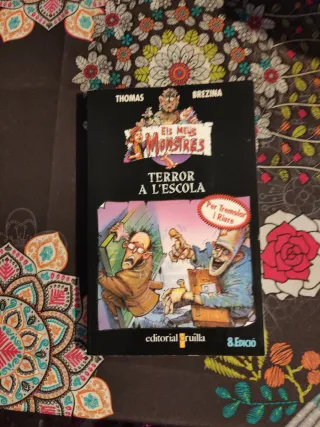 THOMAS BREZINA
ELS MEUS
MONSTRES
TERROR
A L'ESCOLA
Per Tremolar
i Riure
editorial Cruïlla
8.EDICIÓ